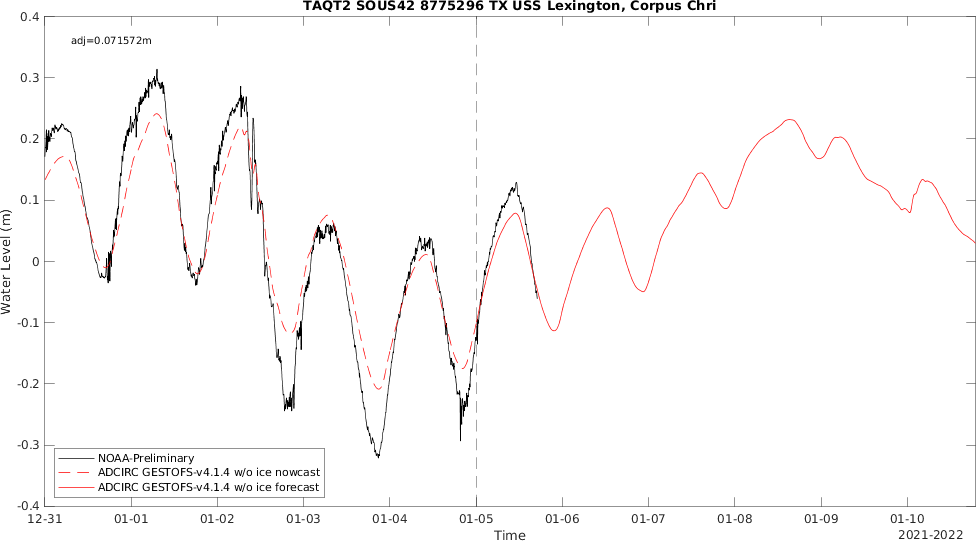 TAQT2 SOUS42 8775296 TX USS Lexington, Corpus Chri
adj=0.071572m
0.4
0.3
0.2
0.1
0
-0.1
-0.2
-0.3
-0.4
Water Level (m)
NOAA-Preliminary
ADCIRC GESTOFS-v4.1.4 w/o ice nowcast
ADCIRC GESTOFS-v4.1.4 w/o ice forecast
12-31 01-01 01-02 01-03 01-04 01-05 01-06 01-07 01-08 01-09 01-10
Time
2021-2022